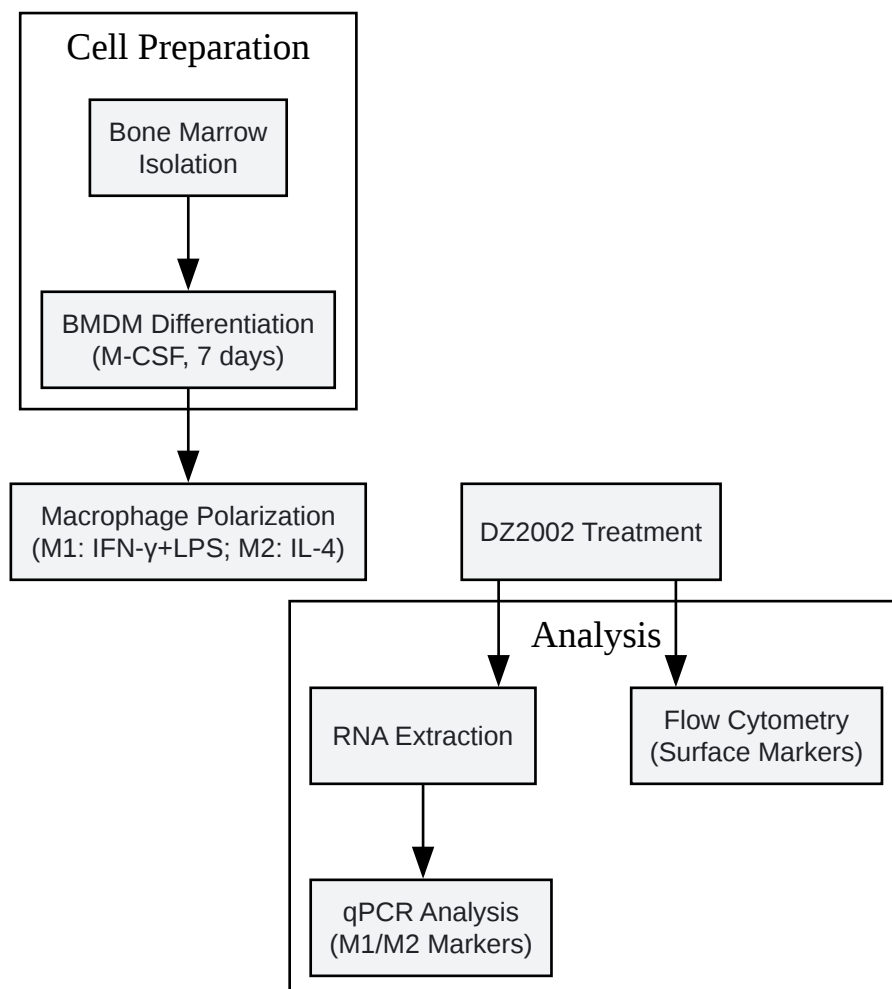 Cell Preparation
Bone Marrow
Isolation
BMDM Differentiation
(M-CSF, 7 days)
Macrophage Polarization
(M1: IFN-γ+LPS; M2: IL-4)
DZ2002 Treatment
Analysis
RNA Extraction
Flow Cytometry
(Surface Markers)
qPCR Analysis
(M1/M2 Markers)